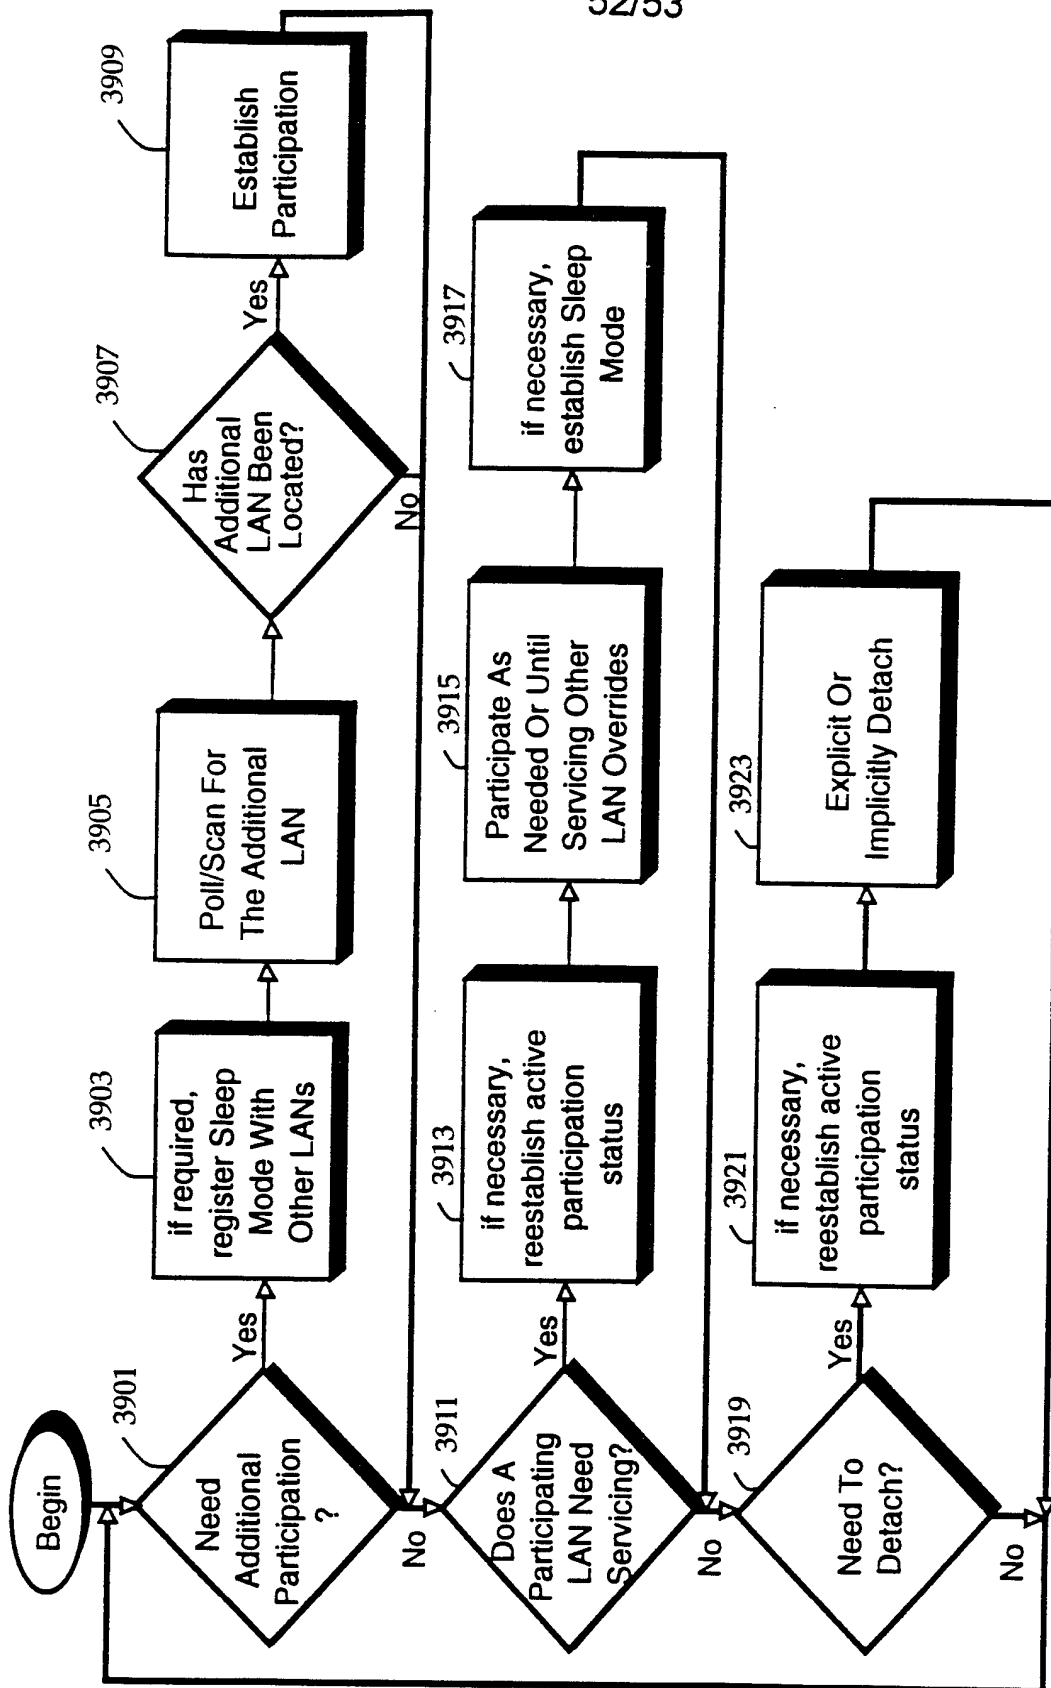 52/53
Begin
3901
Need
Additional
Participation
?
Yes
No
3903
if required,
register Sleep
Mode With
Other LANs
3905
Poll/Scan For
The Additional
LAN
3907
Has
Additional
LAN Been
Located?
Yes
No
3909
Establish
Participation
3911
Does A
Participating
LAN Need
Servicing?
Yes
No
3913
if necessary,
reestablish active
participation
status
3915
Participate As
Needed Or Until
Servicing Other
LAN Overrides
3917
if necessary,
establish Sleep
Mode
3919
Need To
Detach?
Yes
No
3921
if necessary,
reestablish active
participation
status
3923
Explicit Or
Implicitly Detach